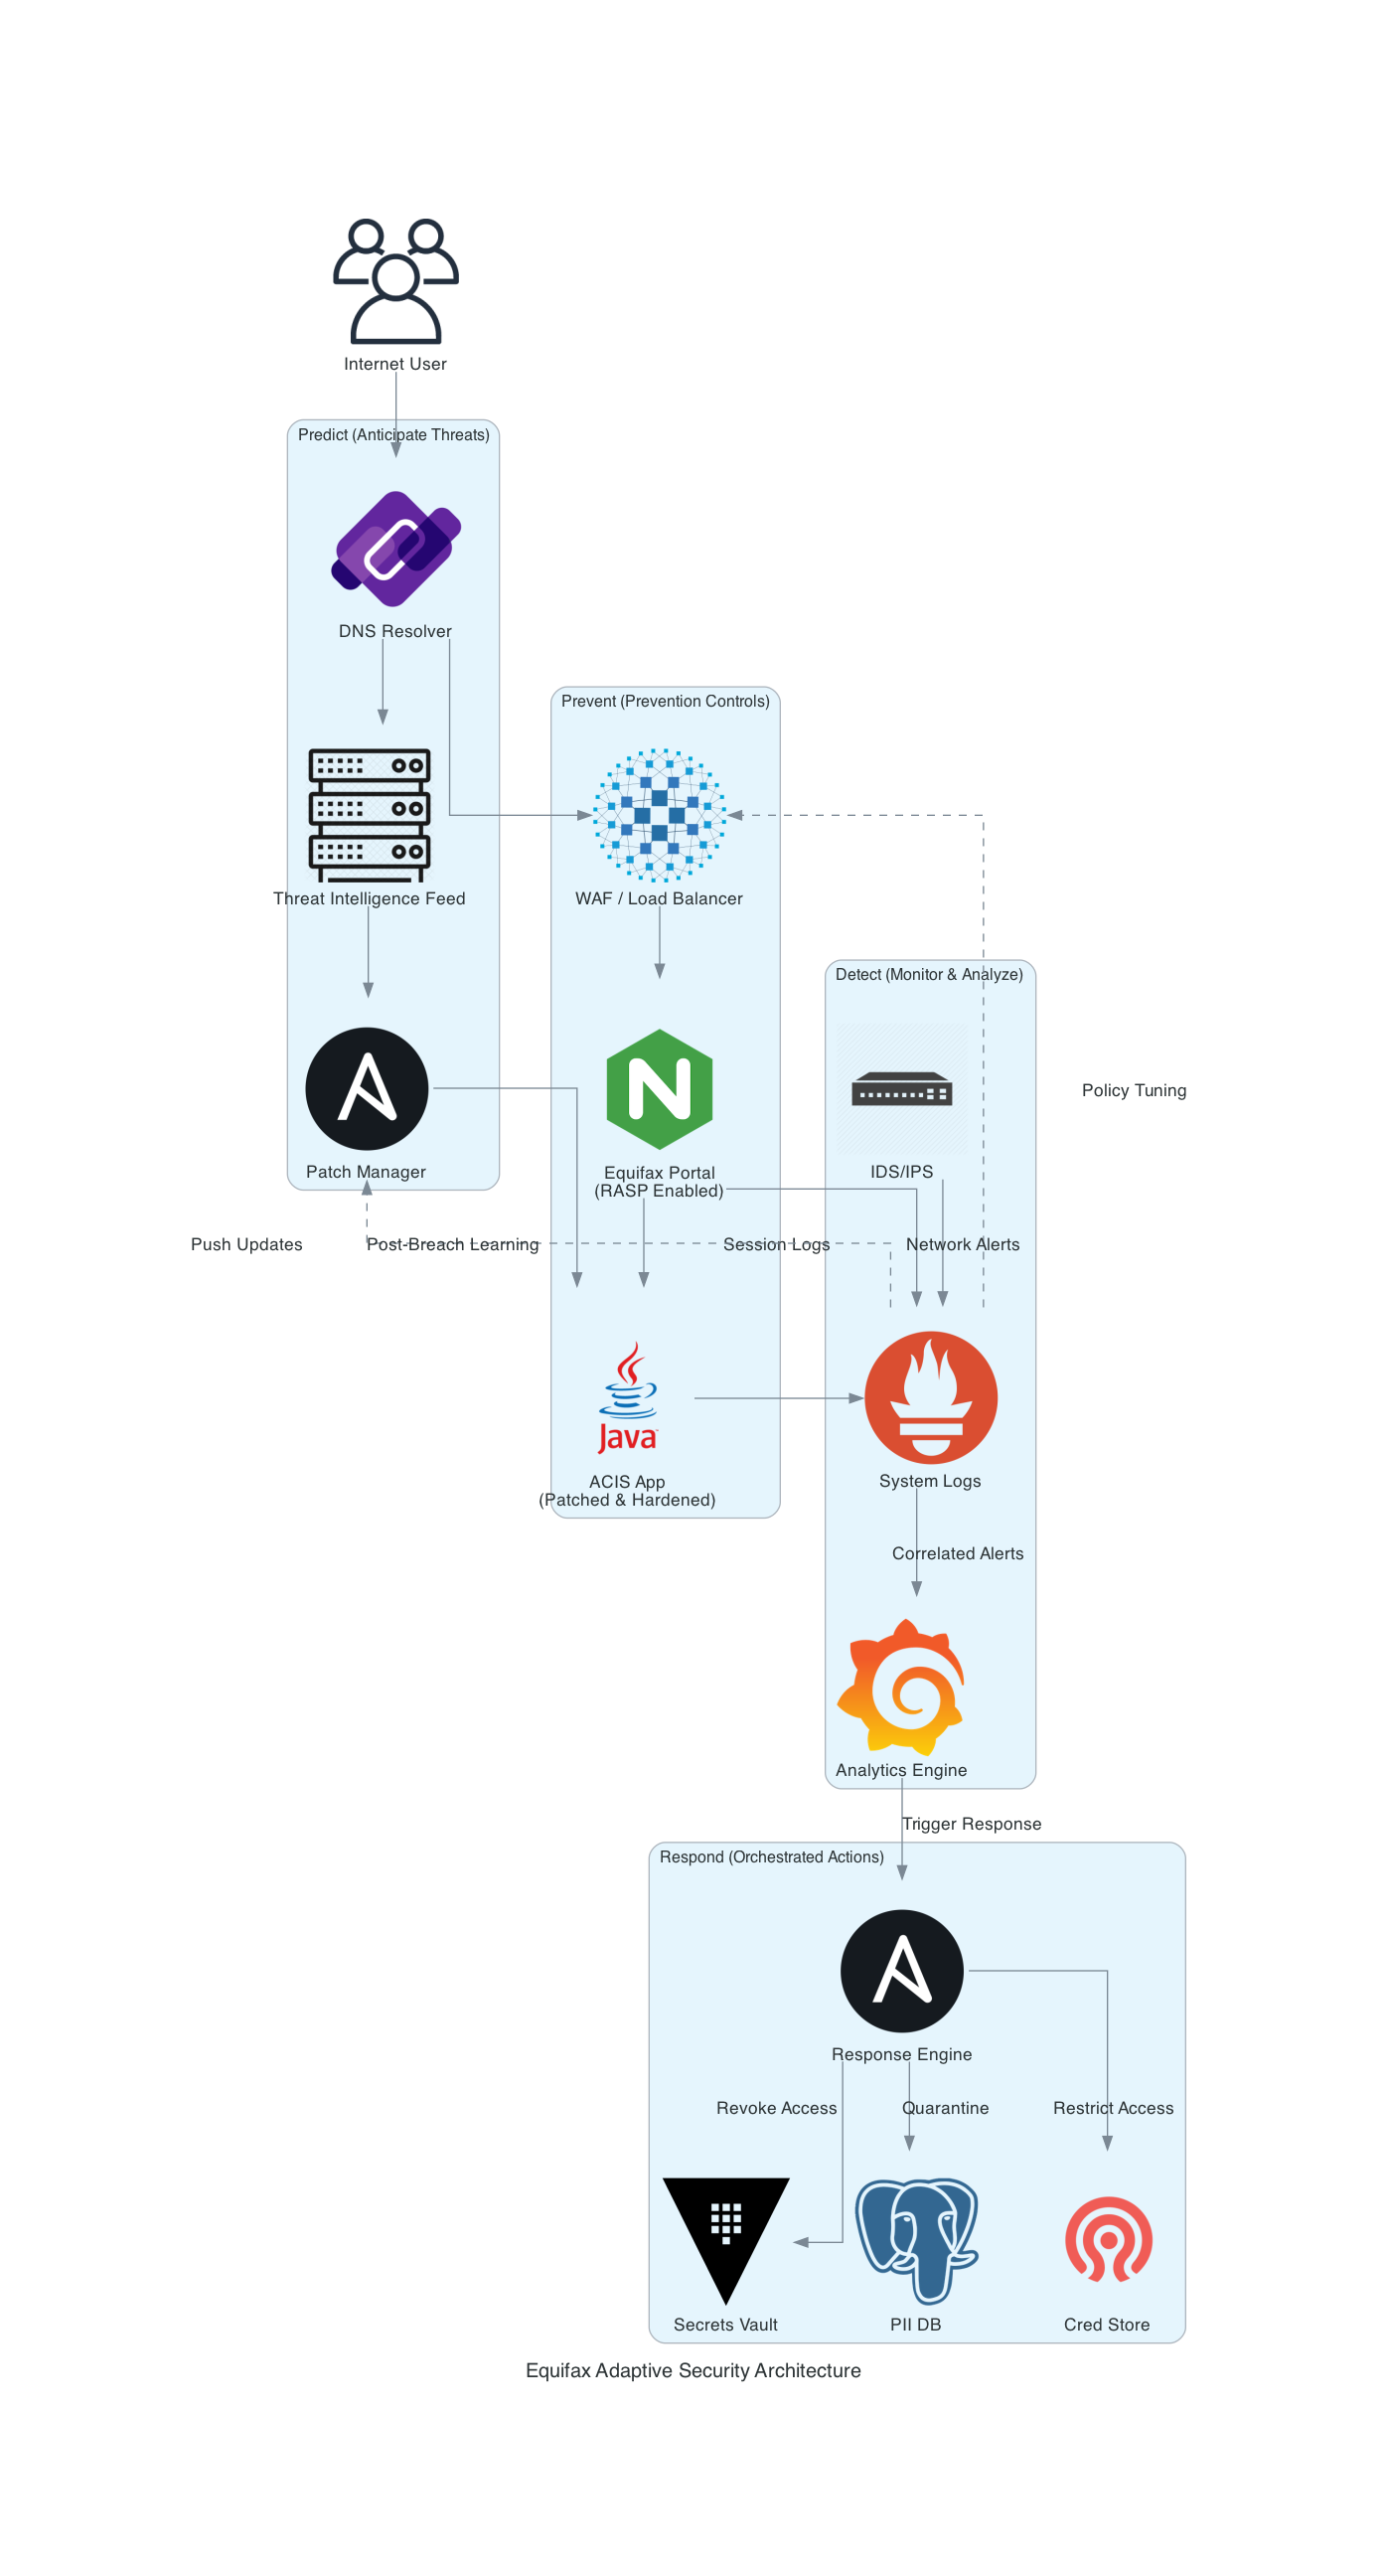 Internet User
Predict (Anticipate Threats)
DNS Resolver
Prevent (Prevention Controls)
Threat Intelligence Feed
WAF / Load Balancer
Detect (Monitor & Analyze)
Policy Tuning
Patch Manager
Equifax Portal
(RASP Enabled)
IDS/IPS
Push Updates
Post-Breach Learning
Session Logs
Network Alerts
Java
ACIS App
(Patched & Hardened)
System Logs
Correlated Alerts
Analytics Engine
Trigger Response
Respond (Orchestrated Actions)
Response Engine
Revoke Access
Quarantine
Restrict Access
Secrets Vault
PII DB
Cred Store
Equifax Adaptive Security Architecture